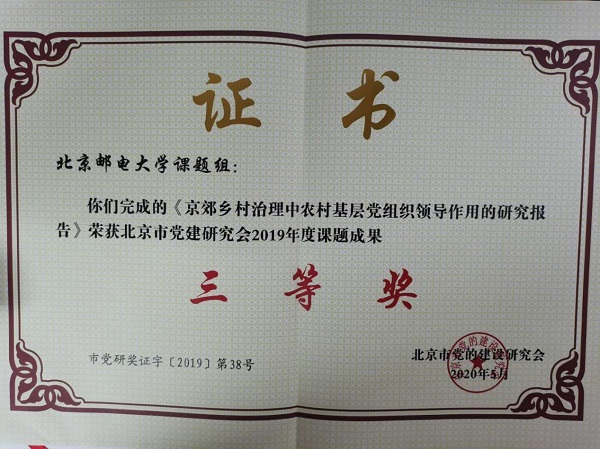 证书
北京邮电大学课题组：
你们完成的《京郊乡村治理中农村基层党组织领导作用的研究报
告》荣获北京市党建研究会2019年度课题成果
三等奖
市党研奖证字〔2019〕第38号
北京市党的建设研究会
2020年5月